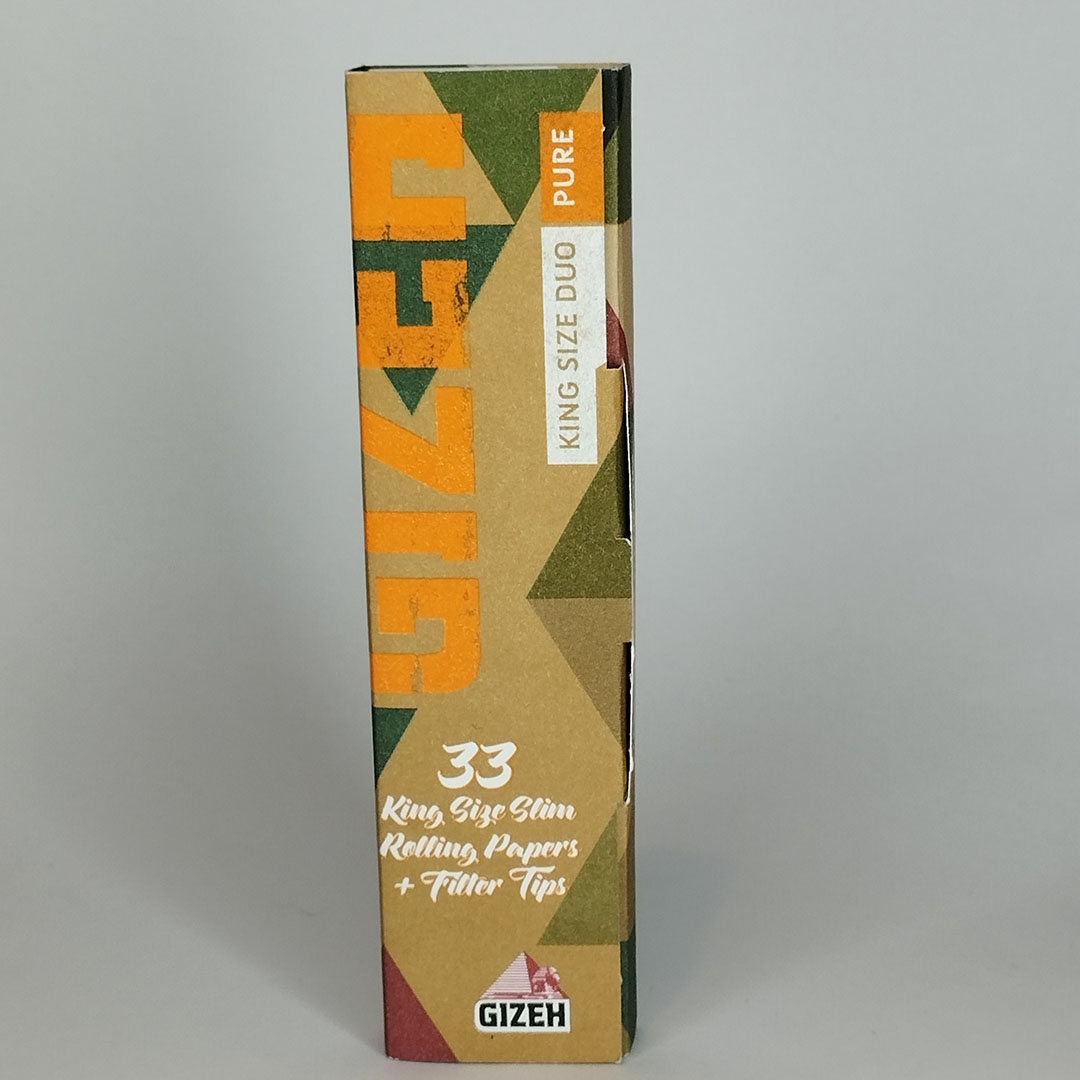 GIZEH
PURE
KING SIZE DUO
33
King Size Slim
Rolling Papers
+ Filter Tips
GIZEH